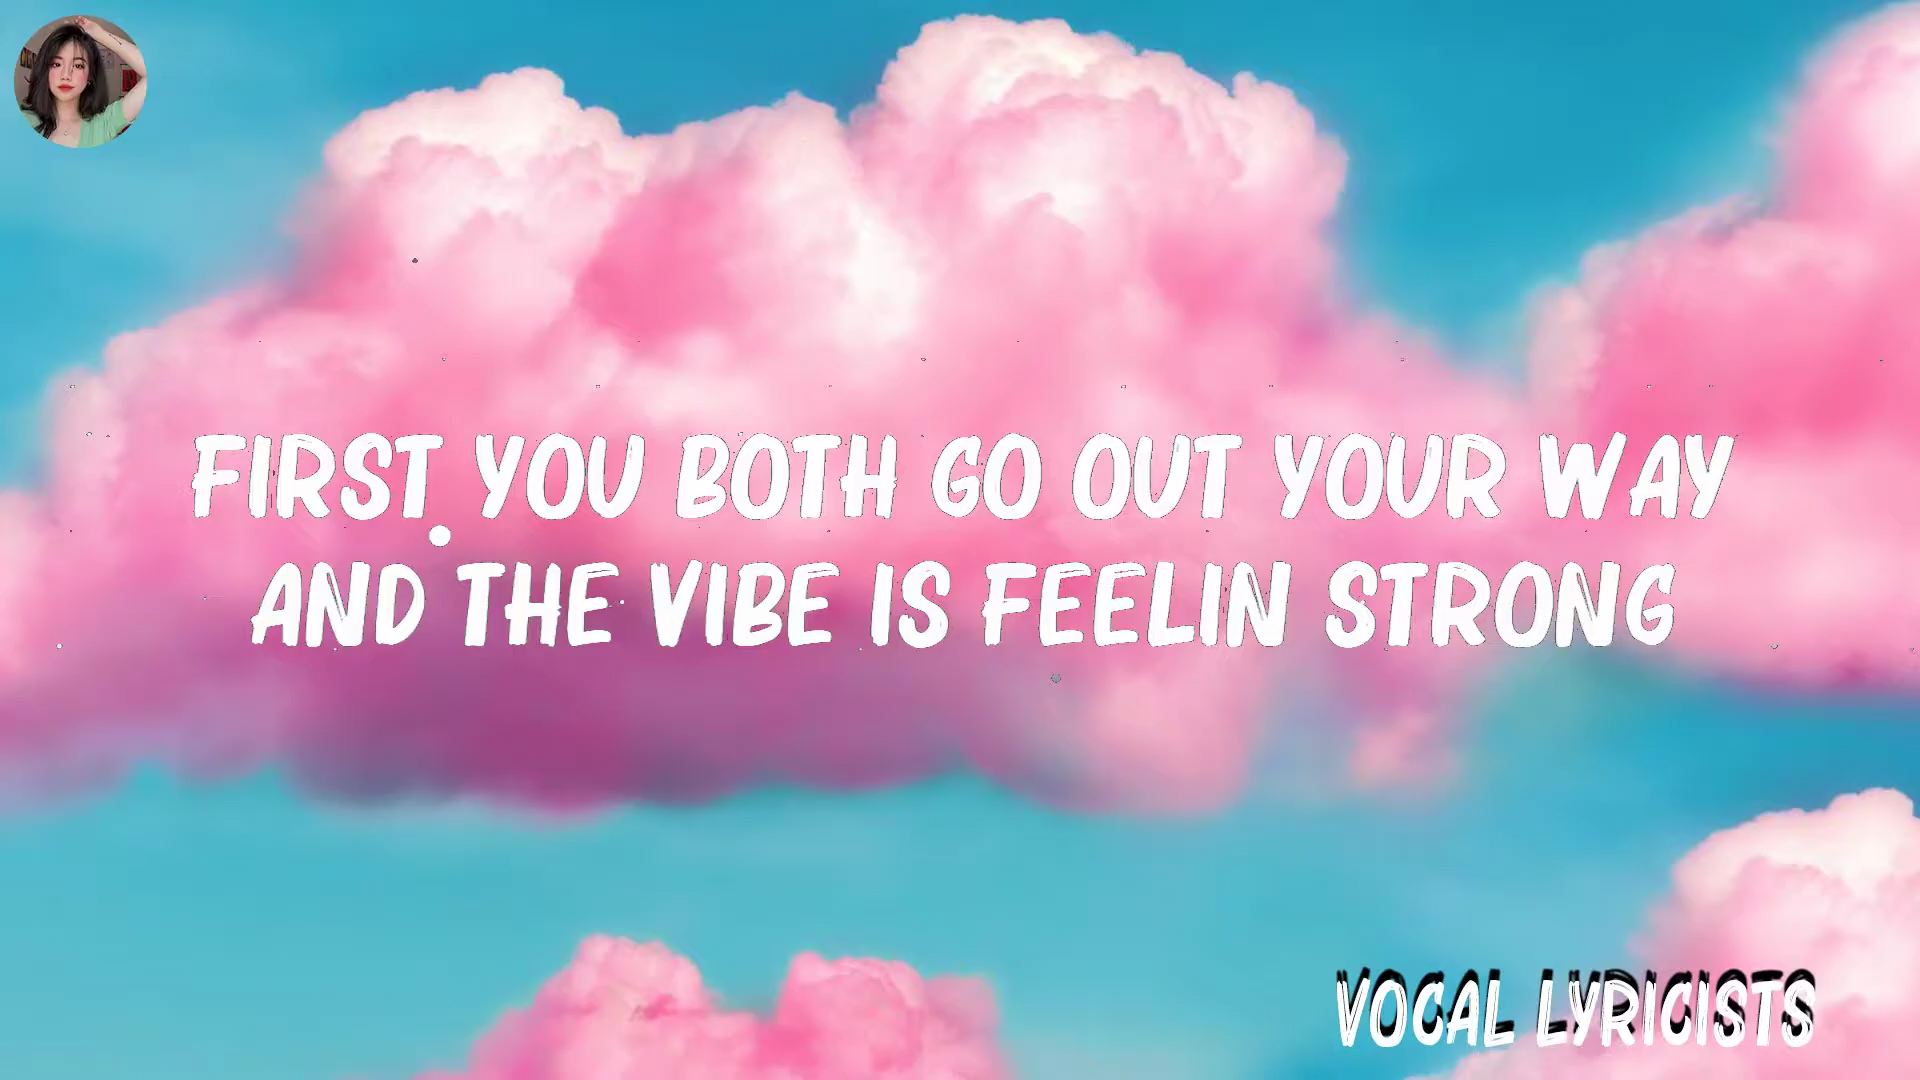 FIRST YOU BOTH GO OUT YOUR WAY
AND THE VIBE IS FEELIN STRONG
VOCAL LYRICISTS